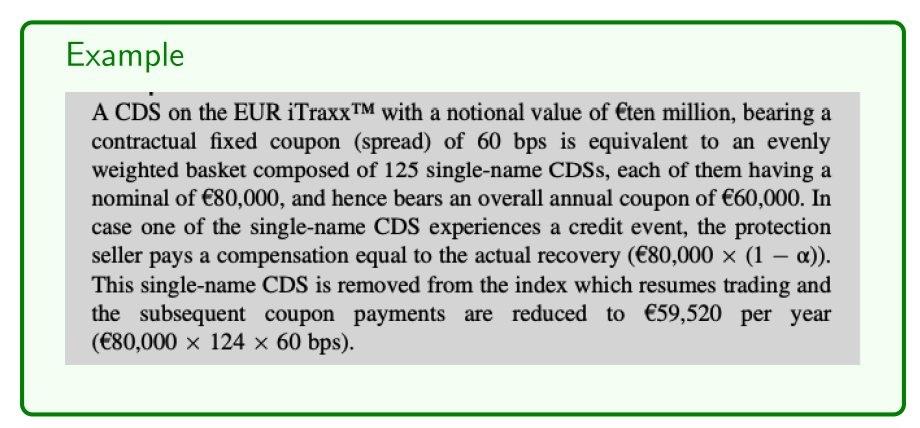 Example
A CDS on the EUR iTraxx™ with a notional value of €ten million, bearing a
contractual fixed coupon (spread) of 60 bps is equivalent to an evenly
weighted basket composed of 125 single-name CDSs, each of them having a
nominal of €80,000, and hence bears an overall annual coupon of €60,000. In
case one of the single-name CDS experiences a credit event, the protection
seller pays a compensation equal to the actual recovery (€80,000 × (1 − α)).
This single-name CDS is removed from the index which resumes trading and
the subsequent coupon payments are reduced to €59,520 per year
(€80,000 × 124 × 60 bps).